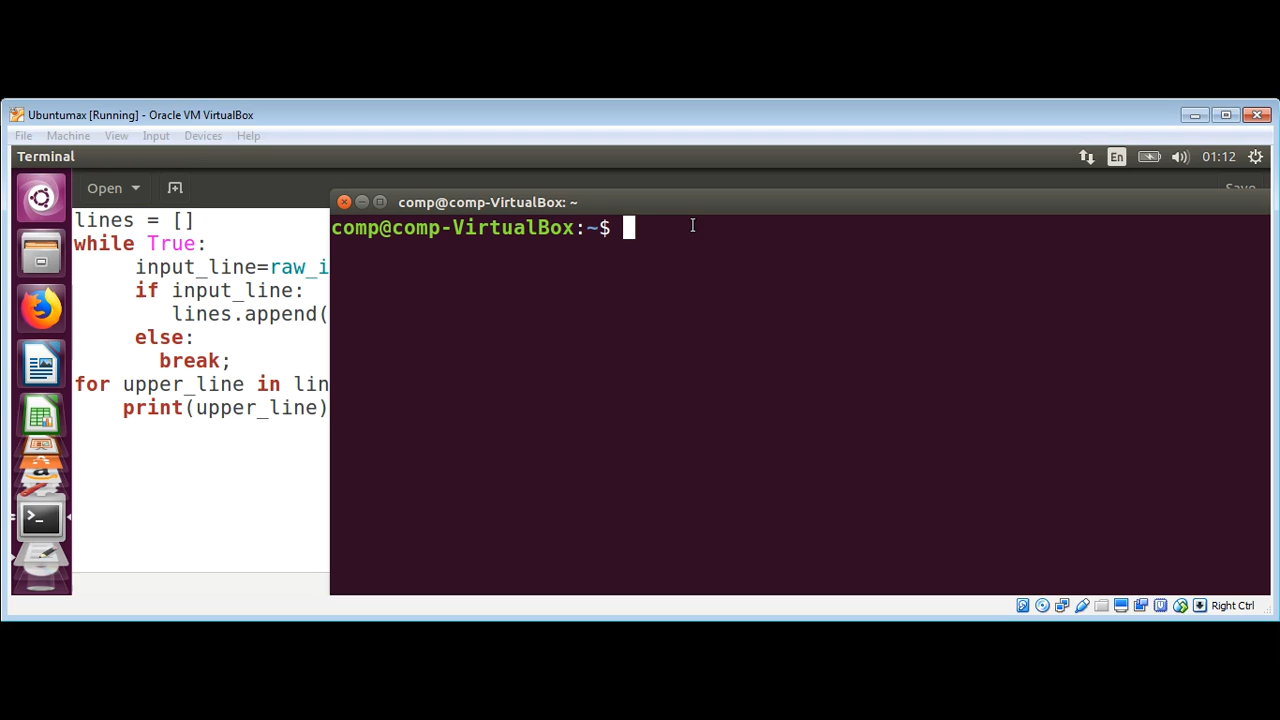 Ubuntumax [Running] - Oracle VM VirtualBox
File Machine View Input Devices Help
Terminal
En
01:12
Open
Save
comp@comp-VirtualBox: ~
lines = []
while True:
input_line=raw_i
if input_line:
lines.append(
else:
break;
for upper_line in lin
print(upper_line)
comp@comp-VirtualBox:~$
Right Ctrl